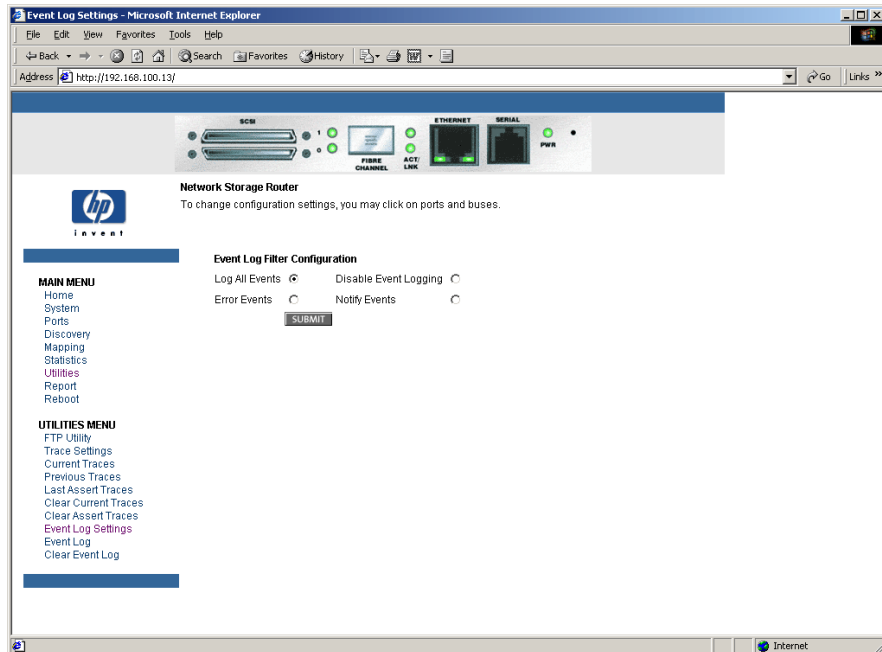 Event Log Settings - Microsoft Internet Explorer
File Edit View Favorites Tools Help
Back Search Favorites History
Address http://192.168.100.13/ Go Links »
SCSI ETHERNET SERIAL
1
0
FIBRE CHANNEL
ACT/ LNK
PWR
hp
invent
Network Storage Router
To change configuration settings, you may click on ports and buses.
Event Log Filter Configuration
Log All Events Disable Event Logging
Error Events Notify Events
SUBMIT
MAIN MENU
Home
System
Ports
Discovery
Mapping
Statistics
Utilities
Report
Reboot
UTILITIES MENU
FTP Utility
Trace Settings
Current Traces
Previous Traces
Last Assert Traces
Clear Current Traces
Clear Assert Traces
Event Log Settings
Event Log
Clear Event Log
Internet